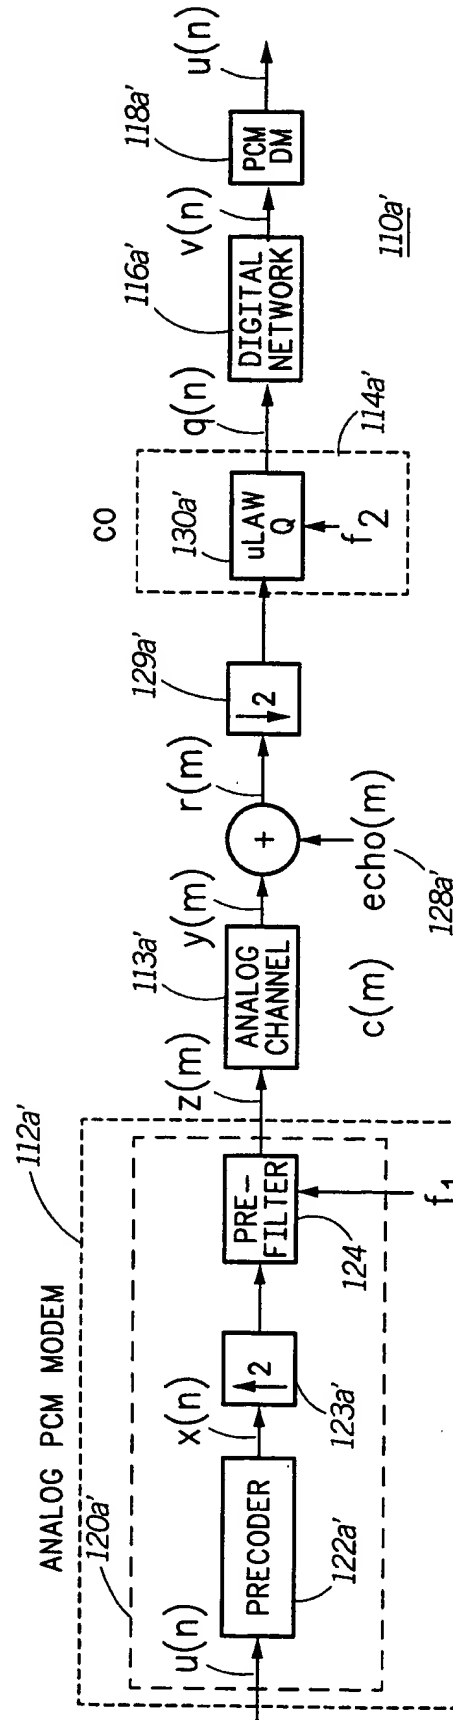 ANALOG PCM MODEM
112a'
120a'
u(n)
PRECODER
122a'
x(n)
2
123a'
PRE-
FILTER
124
f1
z(m)
113a'
ANALOG
CHANNEL
c(m)
y(m)
+
echo(m)
128a'
r(m)
129a'
2
CO
130a'
uLAW
Q
f2
114a'
q(n)
116a'
DIGITAL
NETWORK
v(n)
118a'
PCM
DM
u(n)
110a'